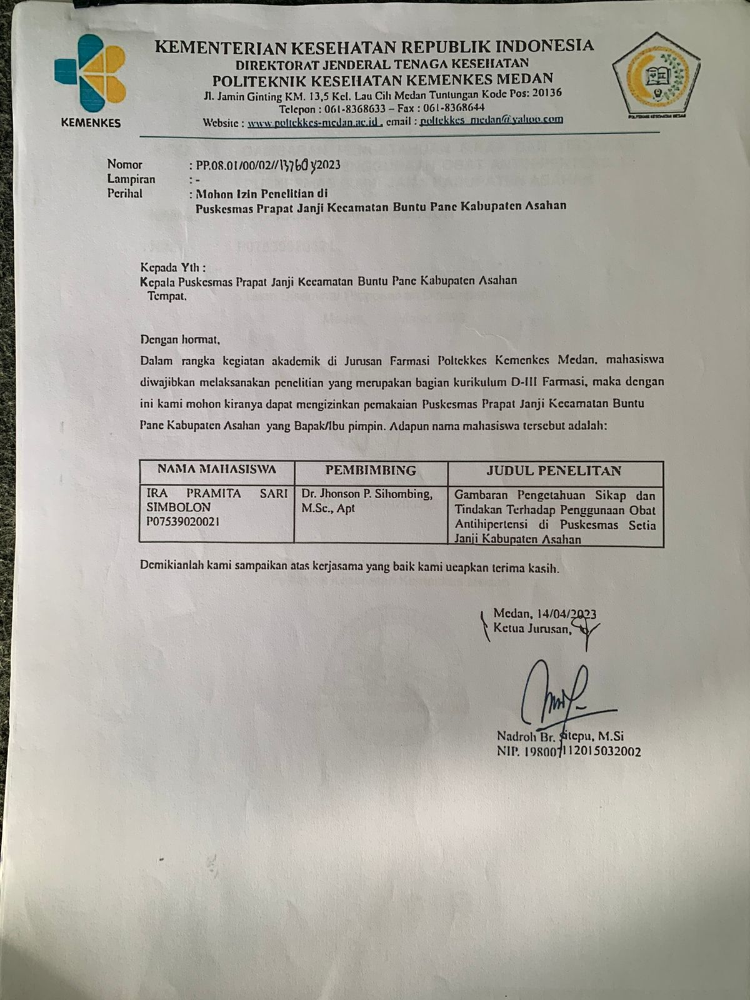 KEMENTERIAN KESEHATAN REPUBLIK INDONESIA
DIREKTORAT JENDERAL TENAGA KESEHATAN
POLITEKNIK KESEHATAN KEMENKES MEDAN
Jl. Jamin Ginting KM. 13,5 Kel. Lau Cih Medan Tuntungan Kode Pos: 20136
Telepon : 061-8368633 – Fax : 061-8368644
Website : www.poltekkes-medan.ac.id , email : poltekkes_medan@yahoo.com
KEMENKES
POLITEKNIK KESEHATAN MEDAN
Nomor : PP.08.01/00/02//
Lampiran : -
Perihal : Mohon Izin Penelitian di
Puskesmas Prapat Janji Kecamatan Buntu Pane Kabupaten Asahan
Kepada Yth :
Kepala Puskesmas Prapat Janji Kecamatan Buntu Pane Kabupaten Asahan
Tempat.
Dengan hormat,
Dalam rangka kegiatan akademik di Jurusan Farmasi Poltekkes Kemenkes Medan, mahasiswa
diwajibkan melaksanakan penelitian yang merupakan bagian kurikulum D-III Farmasi, maka dengan
ini kami mohon kiranya dapat mengizinkan pemakaian Puskesmas Prapat Janji Kecamatan Buntu
Pane Kabupaten Asahan yang Bapak/Ibu pimpin. Adapun nama mahasiswa tersebut adalah:
NAMA MAHASISWA PEMBIMBING JUDUL PENELITAN
IRA PRAMITA SARI
SIMBOLON
P07539020021
Dr. Jhonson P. Sihombing,
M.Sc., Apt
Gambaran Pengetahuan Sikap dan
Tindakan Terhadap Penggunaan Obat
Antihipertensi di Puskesmas Setia
Janji Kabupaten Asahan
Demikianlah kami sampaikan atas kerjasama yang baik kami ucapkan terima kasih.
Medan, 14/04/2023
Ketua Jurusan,
Nadroh Br. Sitepu, M.Si
NIP. 198007112015032002